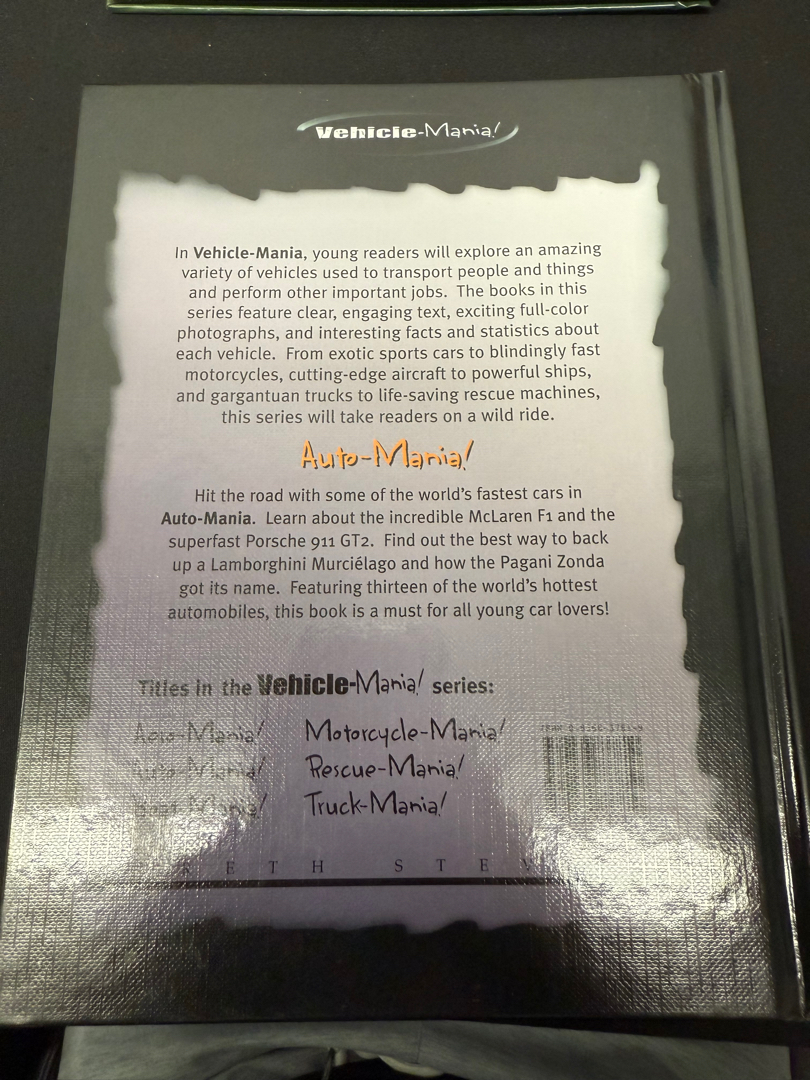 Vehicle-Mania!
In Vehicle-Mania, young readers will explore an amazing
variety of vehicles used to transport people and things
and perform other important jobs. The books in this
series feature clear, engaging text, exciting full-color
photographs, and interesting facts and statistics about
each vehicle. From exotic sports cars to blindingly fast
motorcycles, cutting-edge aircraft to powerful ships,
and gargantuan trucks to life-saving rescue machines,
this series will take readers on a wild ride.
Auto-Mania!
Hit the road with some of the world's fastest cars in
Auto-Mania. Learn about the incredible McLaren F1 and the
superfast Porsche 911 GT2. Find out the best way to back
up a Lamborghini Murciélago and how the Pagani Zonda
got its name. Featuring thirteen of the world's hottest
automobiles, this book is a must for all young car lovers!
Titles in the Vehicle-Mania! series:
Aero-Mania! Motorcycle-Mania!
Auto-Mania! Rescue-Mania!
Boat-Mania! Truck-Mania!